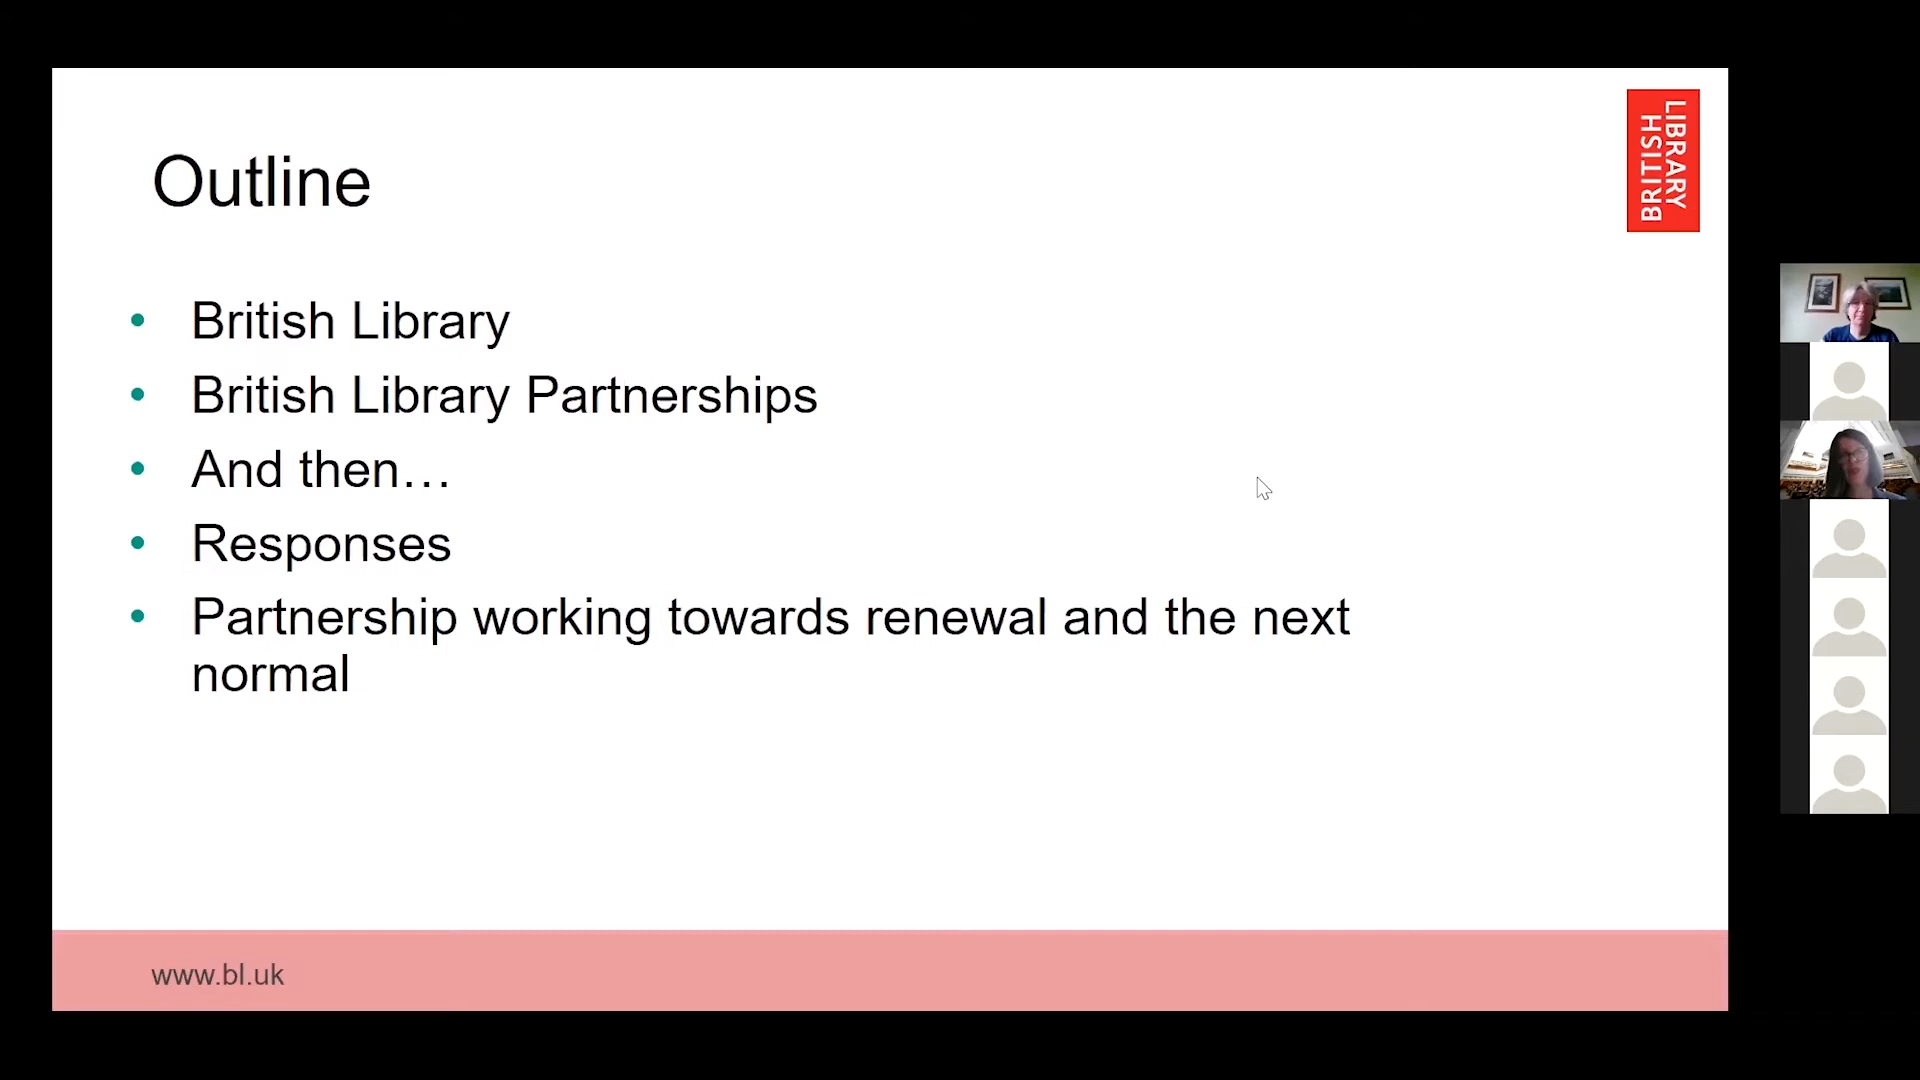 Outline
BRITISH
LIBRARY
British Library
British Library Partnerships
And then…
Responses
Partnership working towards renewal and the next
normal
www.bl.uk